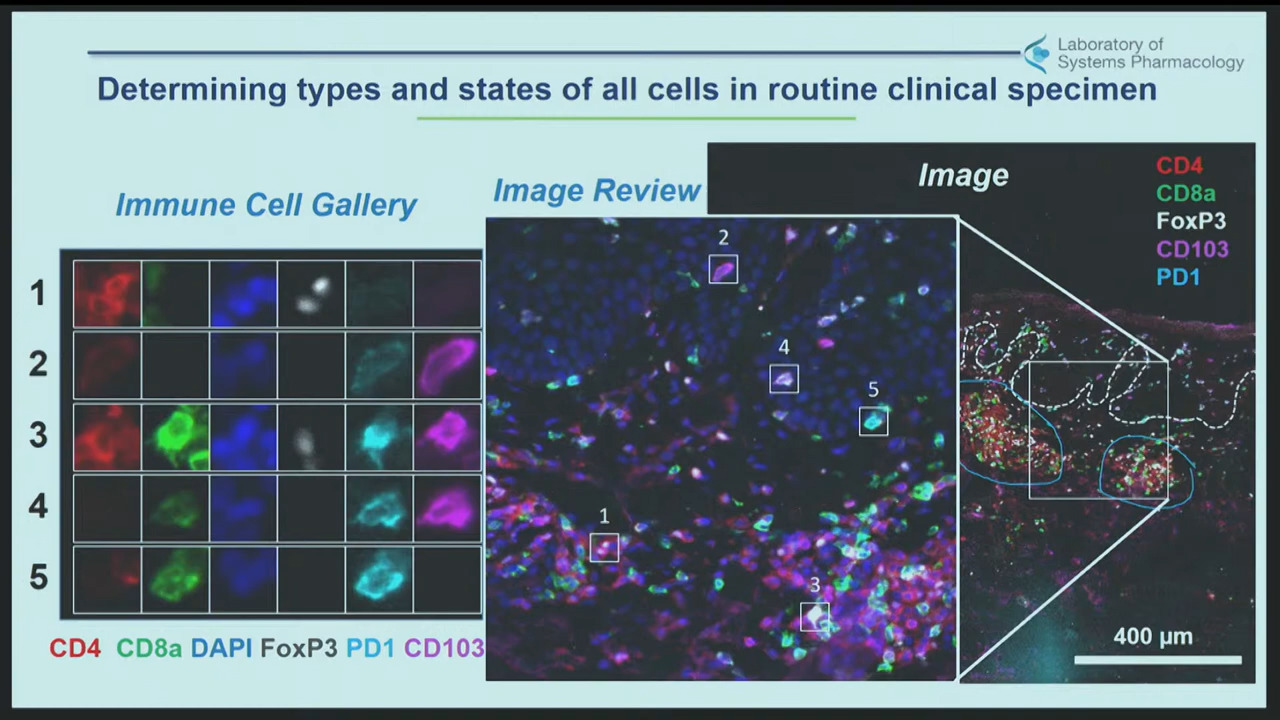 Laboratory of
Systems Pharmacology
Determining types and states of all cells in routine clinical specimen
Immune Cell Gallery
Image Review
Image
CD4
CD8a
FoxP3
CD103
PD1
1
2
3
4
5
CD4 CD8a DAPI FoxP3 PD1 CD103
2
4
5
1
3
400 µm